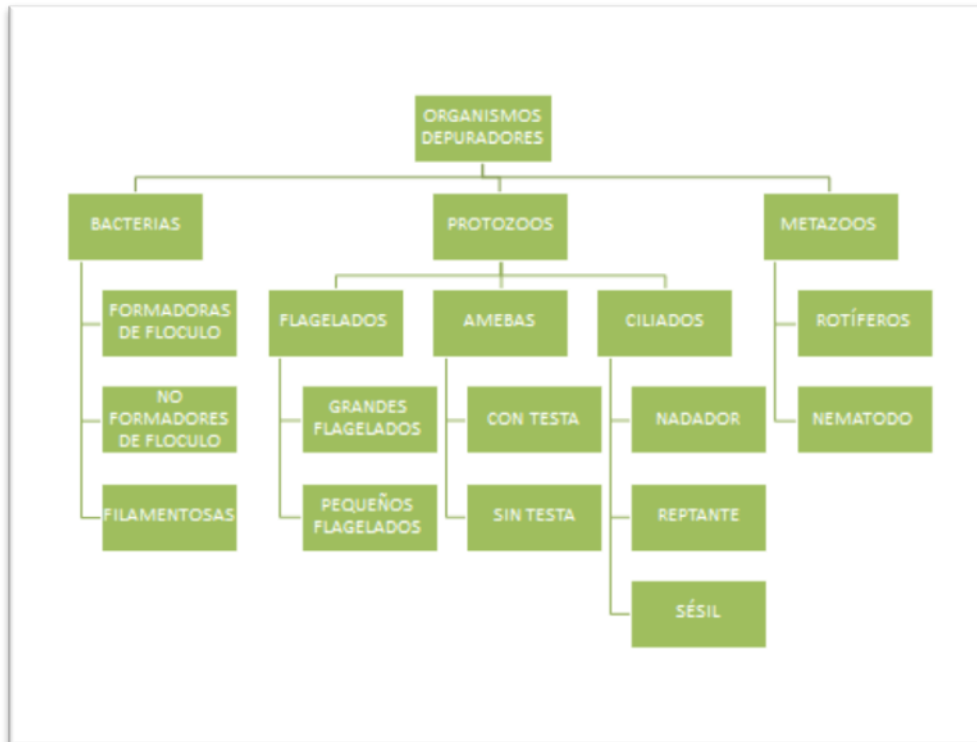 ORGANISMOS
DEPURADORES
BACTERIAS
PROTOZOOS
METAZOOS
FORMADORAS
DE FLOCULO
FLAGELADOS
AMEBAS
CILIADOS
ROTÍFEROS
NO
FORMADORES
DE FLOCULO
GRANDES
FLAGELADOS
CON TESTA
NADADOR
NEMATODO
FILAMENTOSAS
PEQUEÑOS
FLAGELADOS
SIN TESTA
REPTANTE
SÉSIL